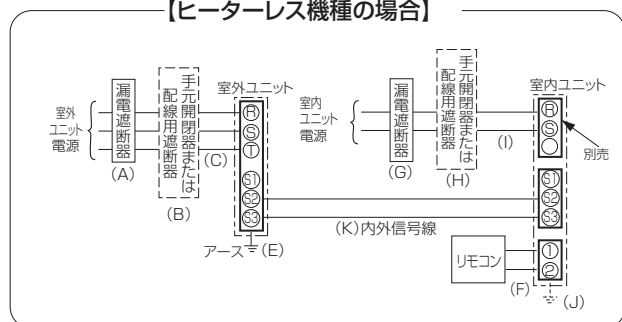 【ヒーターレス機種の場合】
室外
ユニット
電源
漏電遮断器
(A)
手元開閉器または
配線用遮断器
(B)
(C)
室外ユニット
R
S
T
S1
S2
S3
アース
(E)
室内
ユニット
電源
漏電遮断器
(G)
手元開閉器または
配線用遮断器
(H)
(I)
室内ユニット
R
S
別売
S1
S2
S3
(K)内外信号線
リモコン
(F)
①
②
(J)